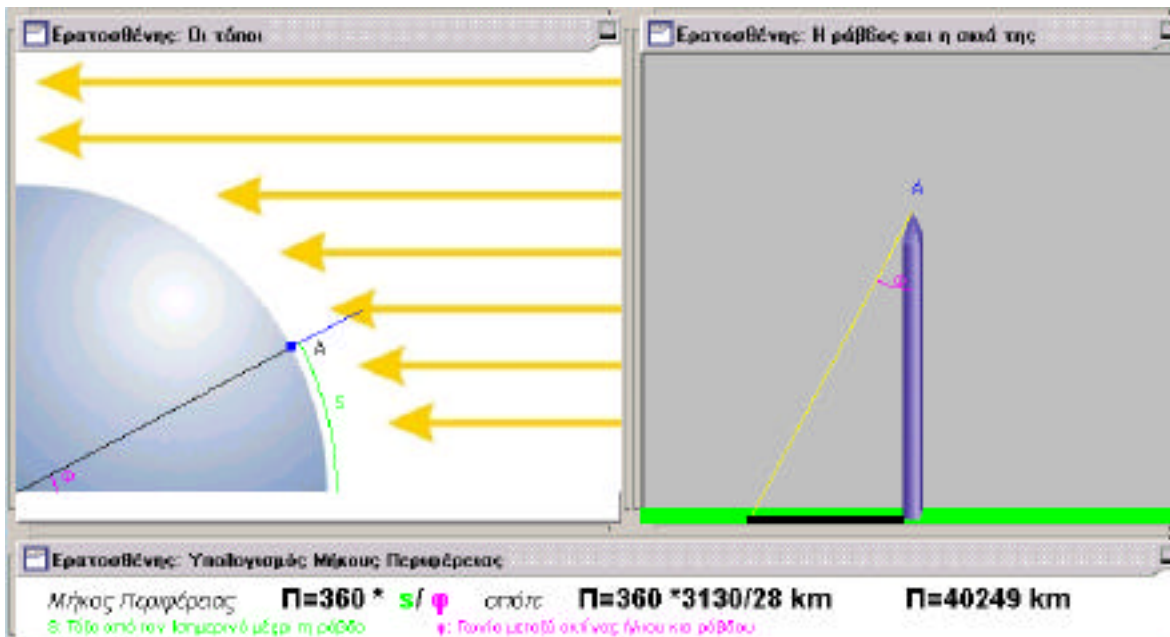 Ερατοσθένης: Οι τόποι
Ερατοσθένης: Η ράβδος και η σκιά της
A
S
φ
A
φ
Ερατοσθένης: Υπολογισμός Μήκους Περιφέρειας
Μήκος Περιφέρειας Π=360 * s/ φ οπότε Π=360 *3130/28 km Π=40249 km
S: Τόξο από τον Ισημερινό μέχρι τη ράβδο φ: Γωνία μεταξύ ακτίνας ήλιου και ράβδου